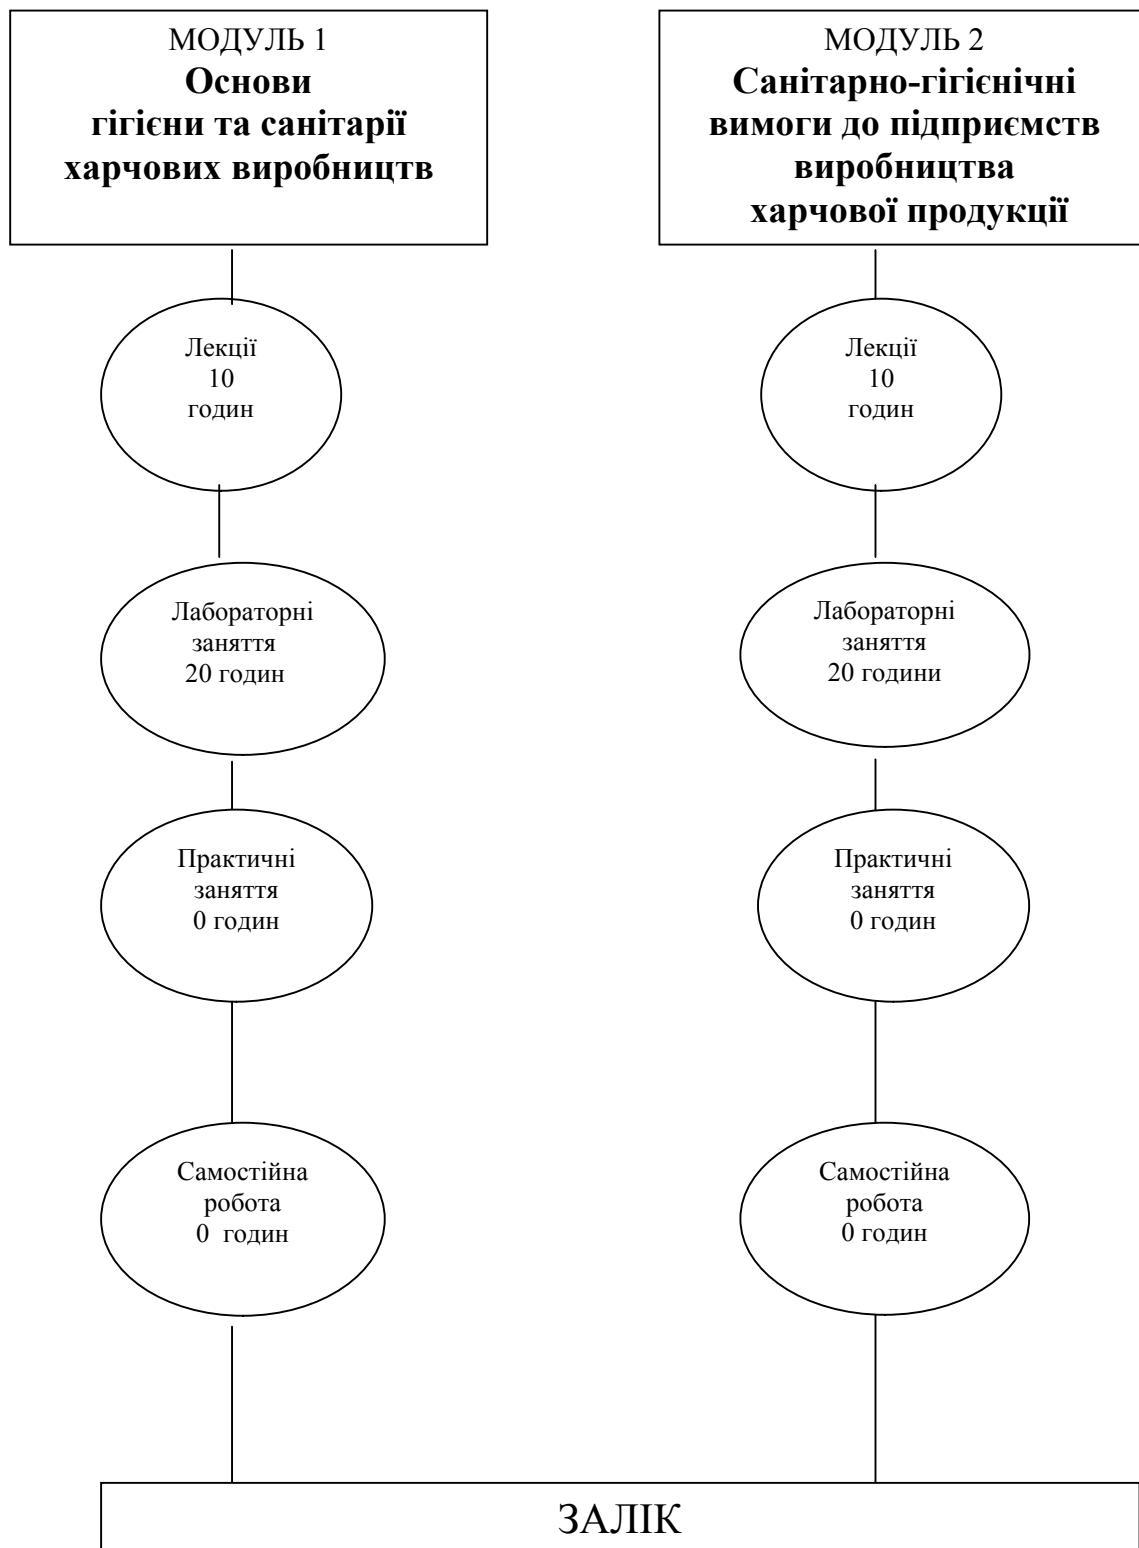 МОДУЛЬ 1
Основи
гігієни та санітарії
харчових виробництв
Лекції
10
годин
Лабораторні
заняття
20 годин
Практичні
заняття
0 годин
Самостійна
робота
0 годин
МОДУЛЬ 2
Санітарно-гігієнічні
вимоги до підприємств
виробництва
харчової продукції
Лекції
10
годин
Лабораторні
заняття
20 години
Практичні
заняття
0 годин
Самостійна
робота
0 годин
ЗАЛІК